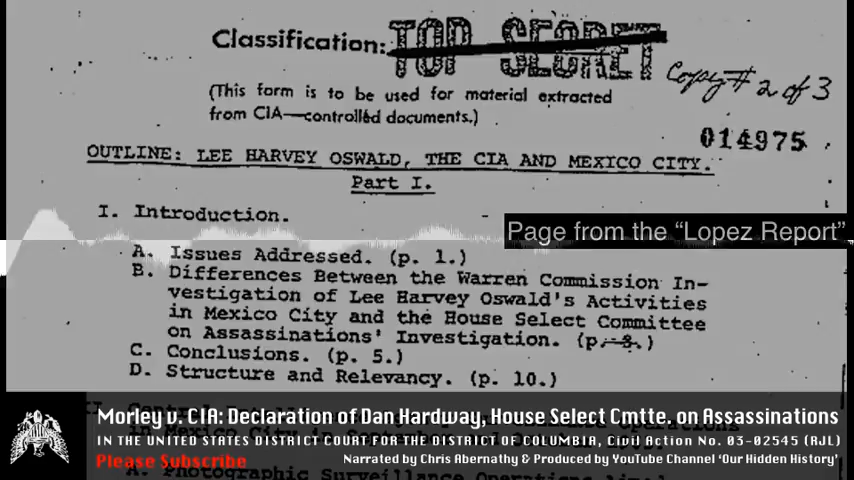 Classification: TOP SECRET
Copy # 2 of 3
(This form is to be used for material extracted
from CIA—controlled documents.)
014975
OUTLINE: LEE HARVEY OSWALD, THE CIA AND MEXICO CITY.
Part I.
I. Introduction.
Page from the “Lopez Report”
A. Issues Addressed. (p. 1.)
B. Differences Between the Warren Commission In-
vestigation of Lee Harvey Oswald's Activities
in Mexico City and the House Select Committee
on Assassinations' Investigation. (p. 3.)
C. Conclusions. (p. 5.)
D. Structure and Relevancy. (p. 10.)
Morley v. CIA: Declaration of Dan Hardway, House Select Cmtte. on Assassinations
IN THE UNITED STATES DISTRICT COURT FOR THE DISTRICT OF COLUMBIA, Civil Action No. 03-02545 (RJL)
Please Subscribe
Narrated by Chris Abernathy & Produced by YouTube Channel ‘Our Hidden History’
A. Photographic Surveillance Operations